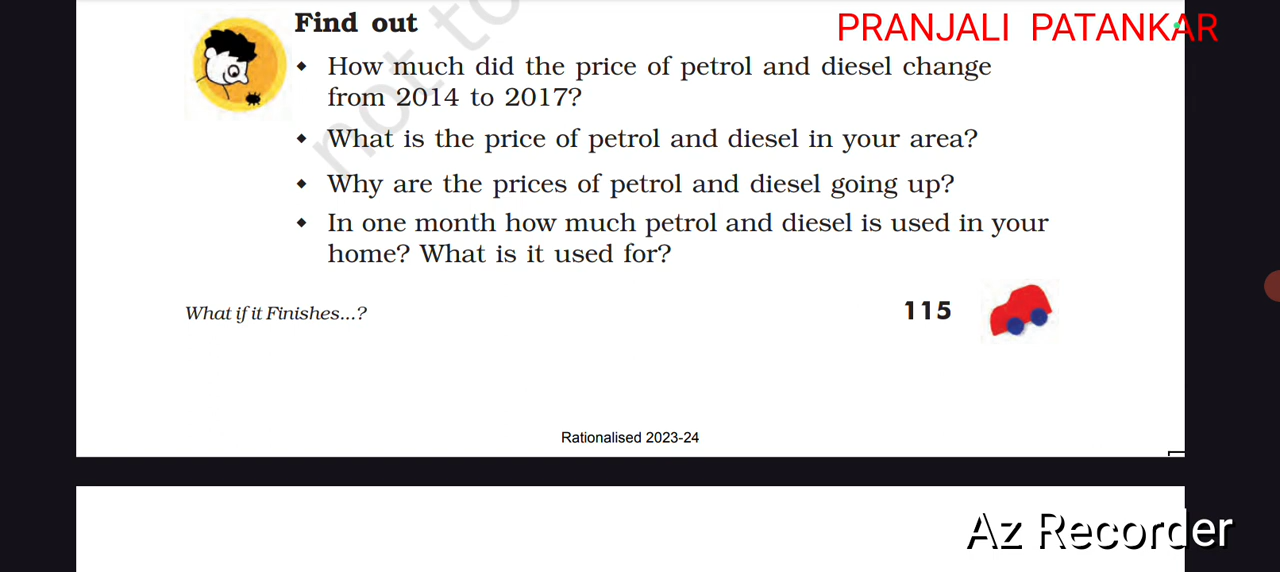 Find out
PRANJALI PATANKAR
◆ How much did the price of petrol and diesel change
from 2014 to 2017?
◆ What is the price of petrol and diesel in your area?
◆ Why are the prices of petrol and diesel going up?
◆ In one month how much petrol and diesel is used in your
home? What is it used for?
not to
What if it Finishes...?
115
Rationalised 2023-24
Az Recorder